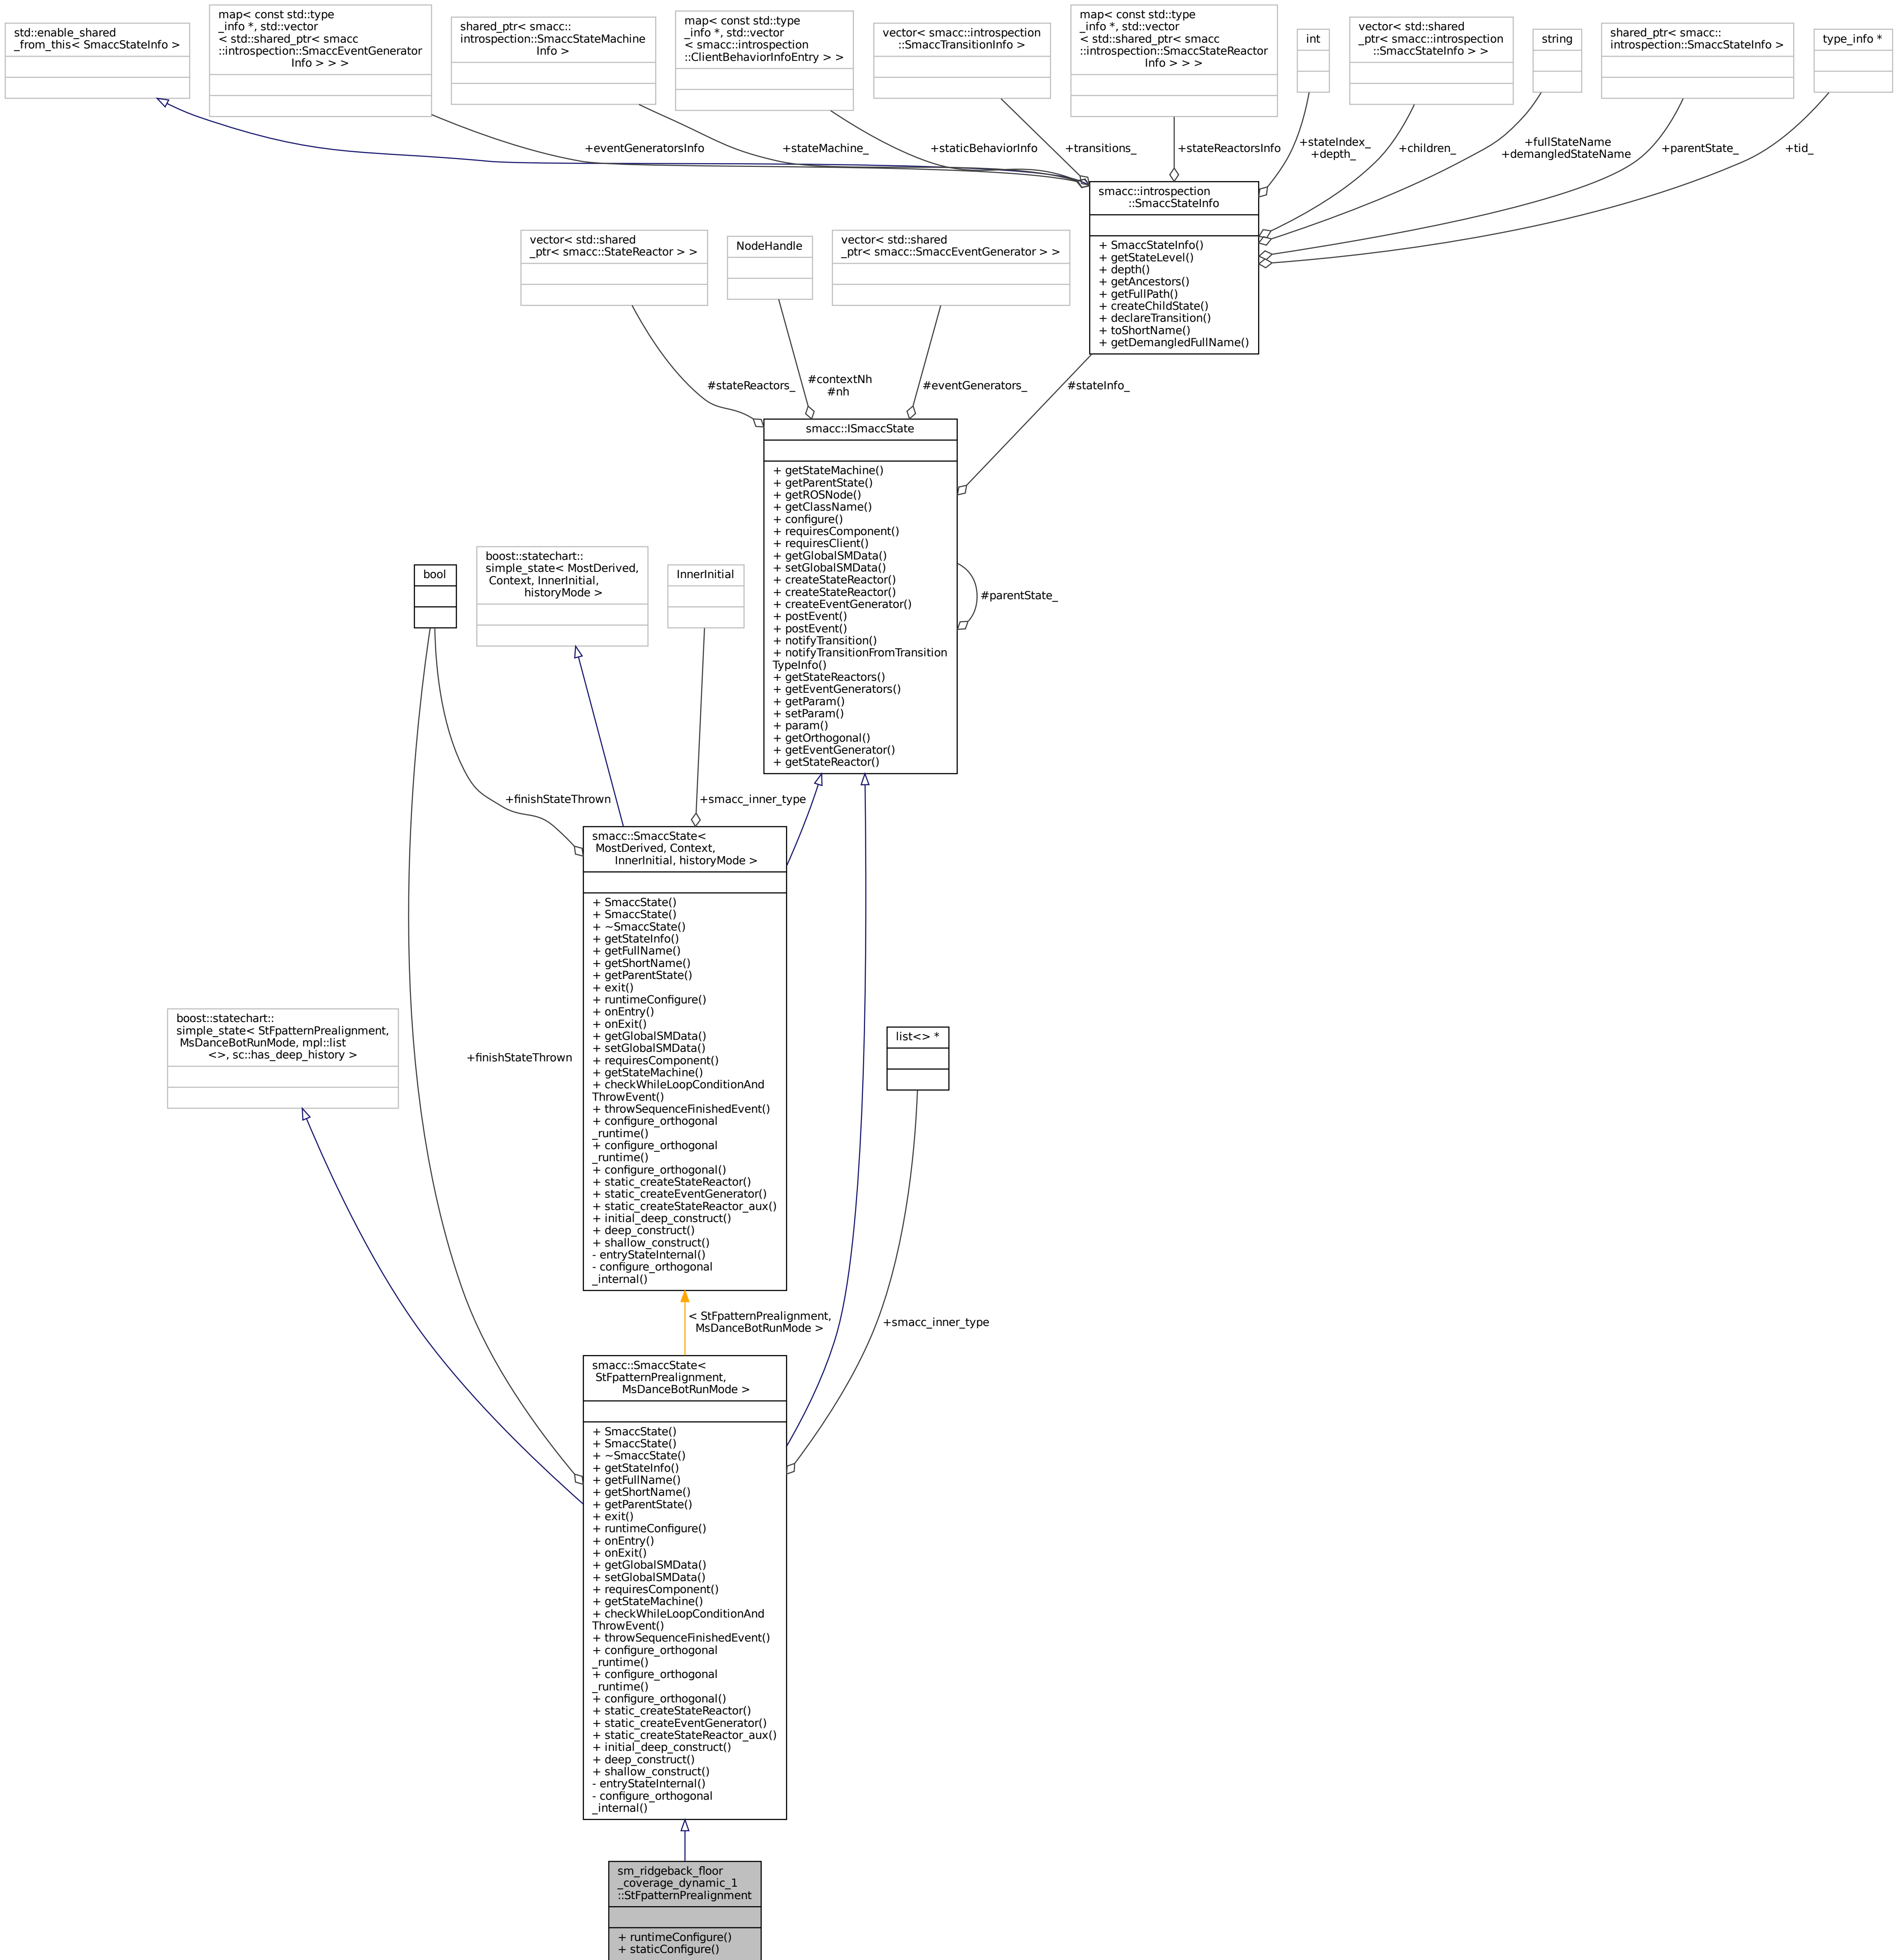 std::enable_shared
_from_this< SmaccStateInfo >
map< const std::type
_info *, std::vector
< std::shared_ptr< smacc
::introspection::SmaccEventGenerator
Info > > >
shared_ptr< smacc::
introspection::SmaccStateMachine
Info >
map< const std::type
_info *, std::vector
< smacc::introspection
::ClientBehaviorInfoEntry > >
vector< smacc::introspection
::SmaccTransitionInfo >
map< const std::type
_info *, std::vector
< std::shared_ptr< smacc
::introspection::SmaccStateReactor
Info > > >
int
vector< std::shared
_ptr< smacc::introspection
::SmaccStateInfo > >
string
shared_ptr< smacc::
introspection::SmaccStateInfo >
type_info *
+eventGeneratorsInfo
+stateMachine_
+staticBehaviorInfo
+transitions_
+stateReactorsInfo
+stateIndex_
+depth_
+children_
+fullStateName
+demangledStateName
+parentState_
+tid_
smacc::introspection
::SmaccStateInfo
+ SmaccStateInfo()
+ getStateLevel()
+ depth()
+ getAncestors()
+ getFullPath()
+ createChildState()
+ declareTransition()
+ toShortName()
+ getDemangledFullName()
vector< std::shared
_ptr< smacc::StateReactor > >
NodeHandle
vector< std::shared
_ptr< smacc::SmaccEventGenerator > >
#stateReactors_
#contextNh
#nh
#eventGenerators_
#stateInfo_
smacc::ISmaccState
+ getStateMachine()
+ getParentState()
+ getROSNode()
+ getClassName()
+ configure()
+ requiresComponent()
+ requiresClient()
+ getGlobalSMData()
+ setGlobalSMData()
+ createStateReactor()
+ createStateReactor()
+ createEventGenerator()
+ postEvent()
+ postEvent()
+ notifyTransition()
+ notifyTransitionFromTransition
TypeInfo()
+ getStateReactors()
+ getEventGenerators()
+ getParam()
+ setParam()
+ param()
+ getOrthogonal()
+ getEventGenerator()
+ getStateReactor()
#parentState_
bool
boost::statechart::
simple_state< MostDerived,
Context, InnerInitial,
historyMode >
InnerInitial
+finishStateThrown
+smacc_inner_type
smacc::SmaccState<
MostDerived, Context,
InnerInitial, historyMode >
+ SmaccState()
+ SmaccState()
+ ~SmaccState()
+ getStateInfo()
+ getFullName()
+ getShortName()
+ getParentState()
+ exit()
+ runtimeConfigure()
+ onEntry()
+ onExit()
+ getGlobalSMData()
+ setGlobalSMData()
+ requiresComponent()
+ getStateMachine()
+ checkWhileLoopConditionAnd
ThrowEvent()
+ throwSequenceFinishedEvent()
+ configure_orthogonal
_runtime()
+ configure_orthogonal
_runtime()
+ configure_orthogonal()
+ static_createStateReactor()
+ static_createEventGenerator()
+ static_createStateReactor_aux()
+ initial_deep_construct()
+ deep_construct()
+ shallow_construct()
- entryStateInternal()
- configure_orthogonal
_internal()
boost::statechart::
simple_state< StFpatternPrealignment,
MsDanceBotRunMode, mpl::list
<>, sc::has_deep_history >
+finishStateThrown
list<> *
< StFpatternPrealignment,
MsDanceBotRunMode >
+smacc_inner_type
smacc::SmaccState<
StFpatternPrealignment,
MsDanceBotRunMode >
+ SmaccState()
+ SmaccState()
+ ~SmaccState()
+ getStateInfo()
+ getFullName()
+ getShortName()
+ getParentState()
+ exit()
+ runtimeConfigure()
+ onEntry()
+ onExit()
+ getGlobalSMData()
+ setGlobalSMData()
+ requiresComponent()
+ getStateMachine()
+ checkWhileLoopConditionAnd
ThrowEvent()
+ throwSequenceFinishedEvent()
+ configure_orthogonal
_runtime()
+ configure_orthogonal
_runtime()
+ configure_orthogonal()
+ static_createStateReactor()
+ static_createEventGenerator()
+ static_createStateReactor_aux()
+ initial_deep_construct()
+ deep_construct()
+ shallow_construct()
- entryStateInternal()
- configure_orthogonal
_internal()
sm_ridgeback_floor
_coverage_dynamic_1
::StFpatternPrealignment
+ runtimeConfigure()
+ staticConfigure()